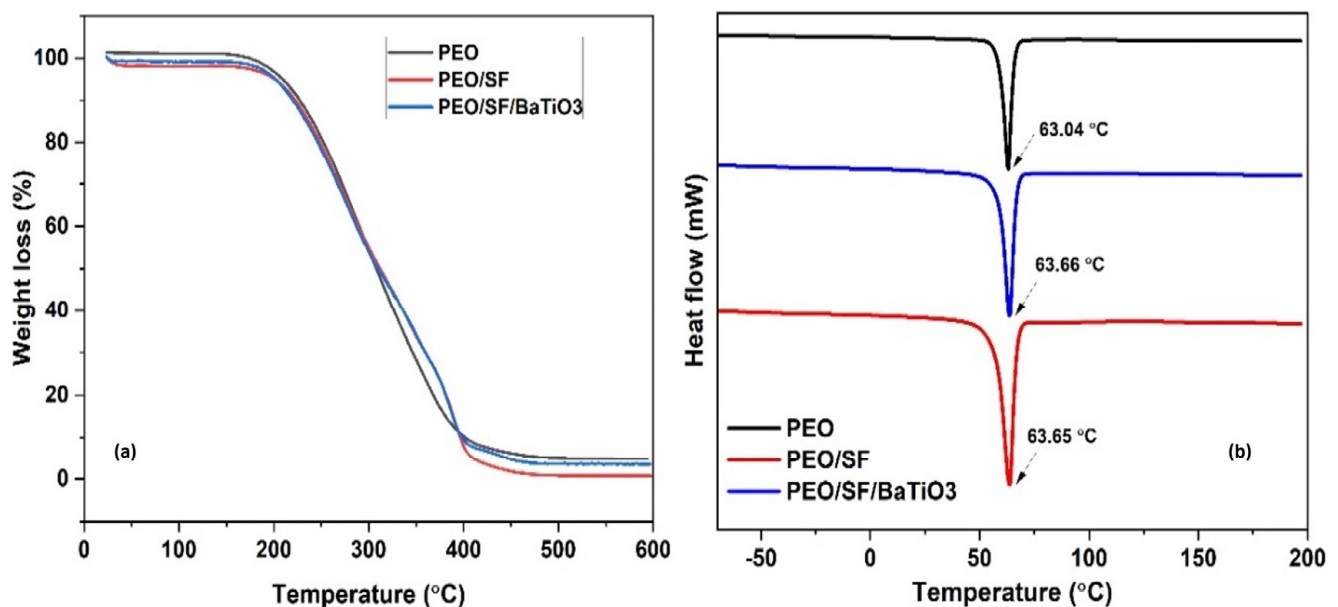 PEO
PEO/SF
PEO/SF/BaTiO3
100
80
60
40
20
0
Weight loss (%)
(a)
0 100 200 300 400 500 600
Temperature (°C)
63.04 °C
63.66 °C
63.65 °C
Heat flow (mW)
PEO
PEO/SF
PEO/SF/BaTiO3
(b)
-50 0 50 100 150 200
Temperature (°C)